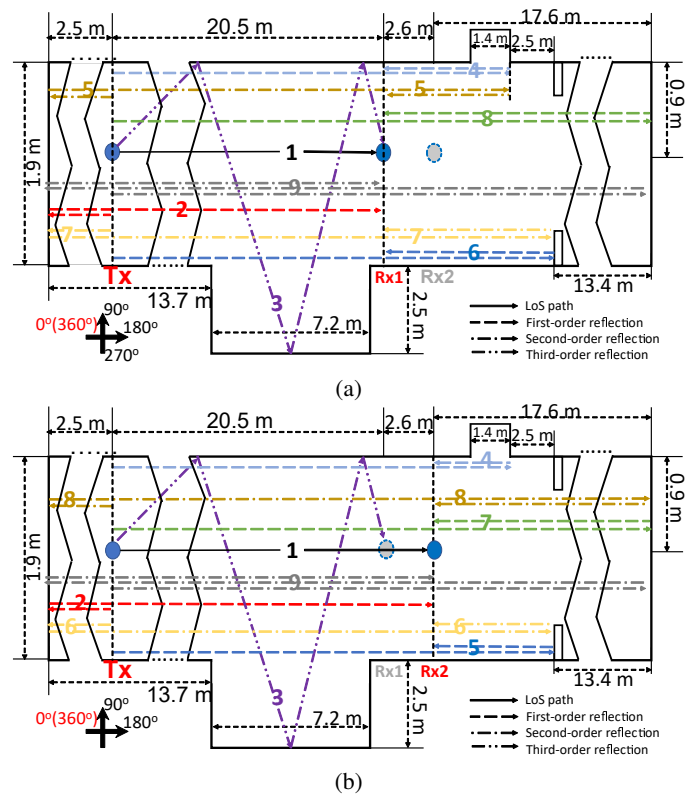 2.5 m 20.5 m 2.6 m 17.6 m
1.4 m 2.5 m
4
5 5
8
0.9 m
1.9 m
1
9
2
7 7
6
3
Tx Rx1 Rx2
13.7 m 13.4 m
0°(360°) 90° 180° 270°
7.2 m 2.5 m
LoS path
First-order reflection
Second-order reflection
Third-order reflection
(a)
2.5 m 20.5 m 2.6 m 17.6 m
1.4 m 2.5 m
4
8 8
7
0.9 m
1.9 m
1
9
2
6 6
5
3
Tx Rx1 Rx2
13.7 m 13.4 m
0°(360°) 90° 180° 270°
7.2 m 2.5 m
LoS path
First-order reflection
Second-order reflection
Third-order reflection
(b)